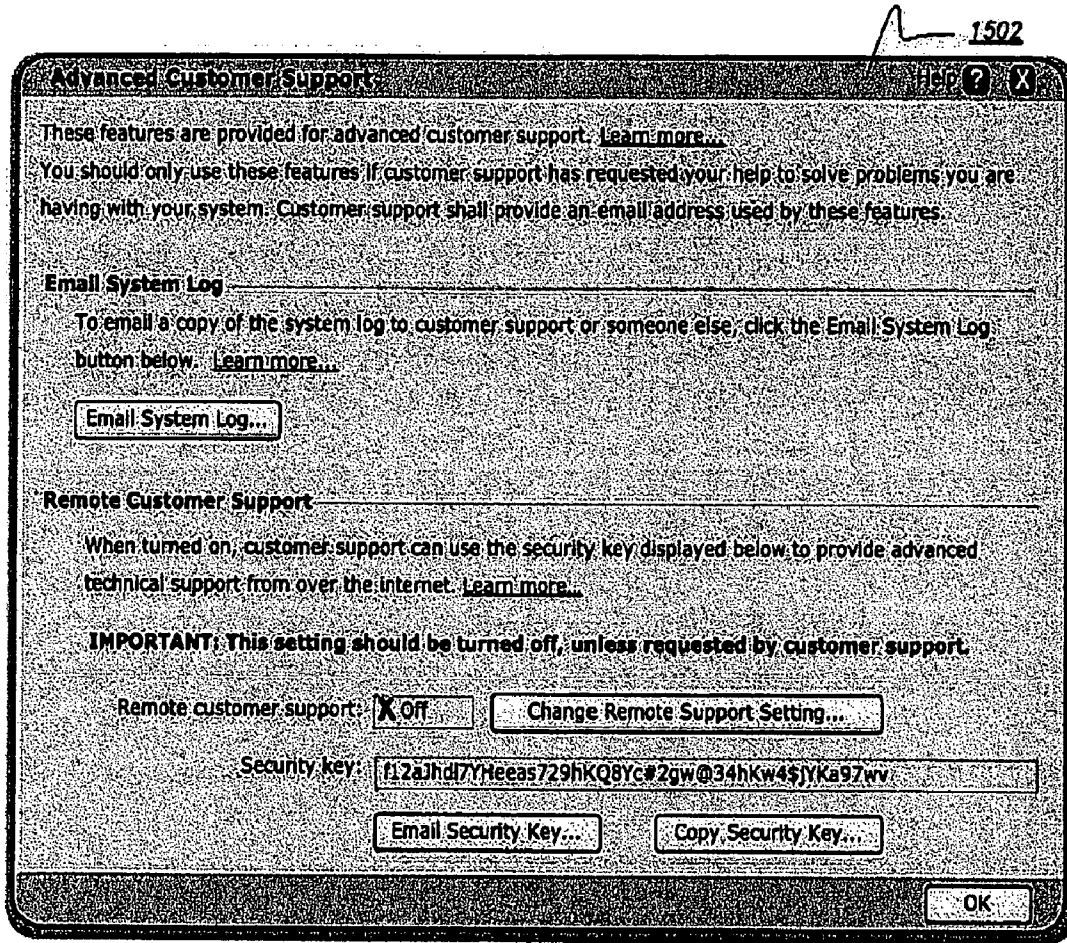 1502
Advanced Customer Support
Help ? X
These features are provided for advanced customer support. Learn more...
You should only use these features if customer support has requested your help to solve problems you are
having with your system. Customer support shall provide an email address used by these features.
Email System Log
To email a copy of the system log to customer support or someone else, click the Email System Log
button below. Learn more...
Email System Log...
Remote Customer Support
When turned on, customer support can use the security key displayed below to provide advanced
technical support from over the internet. Learn more...
IMPORTANT: This setting should be turned off, unless requested by customer support.
Remote customer support: X Off Change Remote Support Setting...
Security key:
Email Security Key... Copy Security Key...
OK